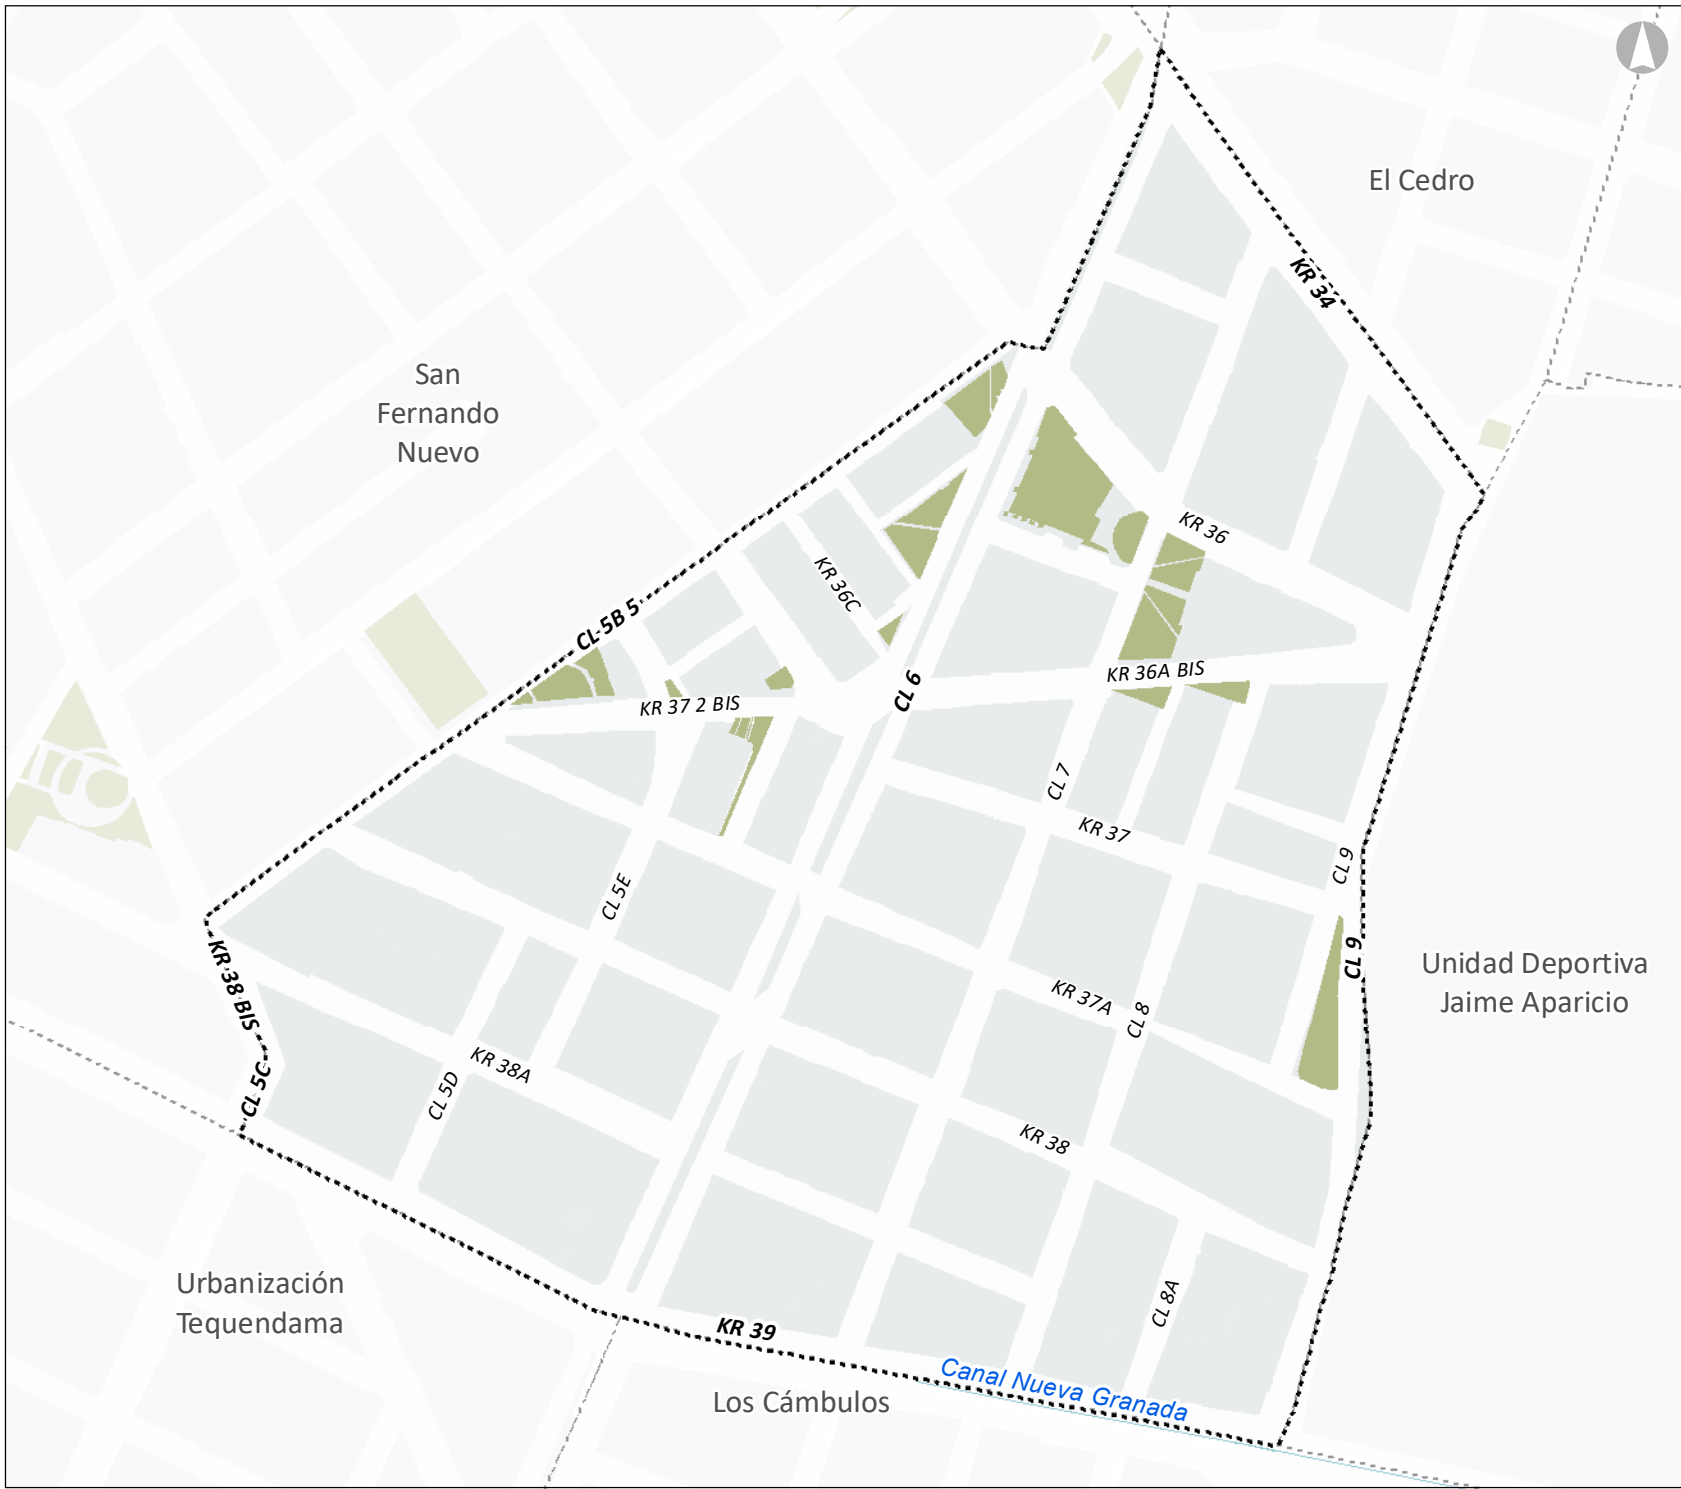 El Cedro
KR 34
San
Fernando
Nuevo
KR 36
KR 36C
CL 5B 5
KR 36A BIS
CL 6
KR 37 2 BIS
CL 7
KR 37
CL 9
CL 5E
KR 38 BIS
CL 9
Unidad Deportiva
Jaime Aparicio
KR 37A
CL 8
KR 38A
CL 5C
CL 5D
KR 38
Urbanización
Tequendama
CL 8A
KR 39
Canal Nueva Granada
Los Cámbulos